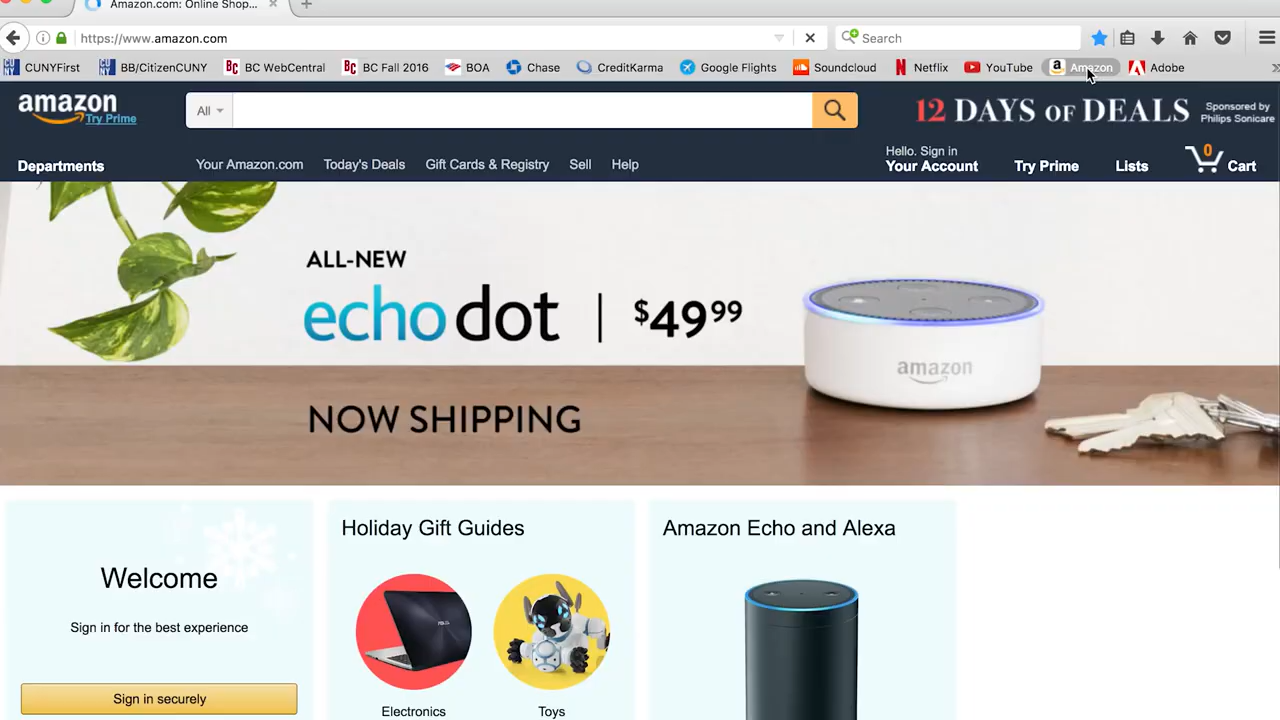 Amazon.com: Online Shop...
https://www.amazon.com
Search
CUNYFirst
BB/CitizenCUNY
BC WebCentral
BC Fall 2016
BOA
Chase
CreditKarma
Google Flights
Soundcloud
Netflix
YouTube
Amazon
Adobe
amazon
Try Prime
All
12 DAYS OF DEALS
Sponsored by
Philips Sonicare
Departments
Your Amazon.com
Today's Deals
Gift Cards & Registry
Sell
Help
Hello. Sign in
Your Account
Try Prime
Lists
0
Cart
ALL-NEW
echo dot | $49.99
NOW SHIPPING
amazon
Welcome
Sign in for the best experience
Sign in securely
Holiday Gift Guides
Electronics
Toys
Amazon Echo and Alexa